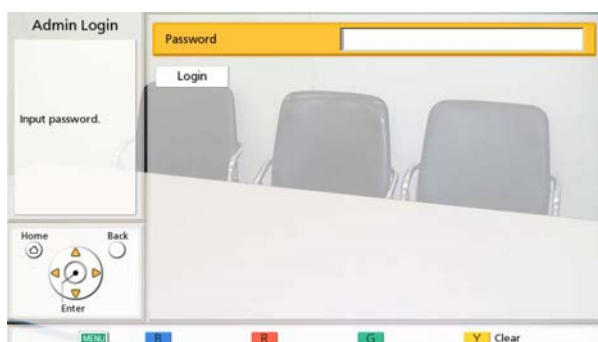 Admin Login
Password
Login
Input password.
Home
Back
Enter
MENU
B
R
G
Y Clear